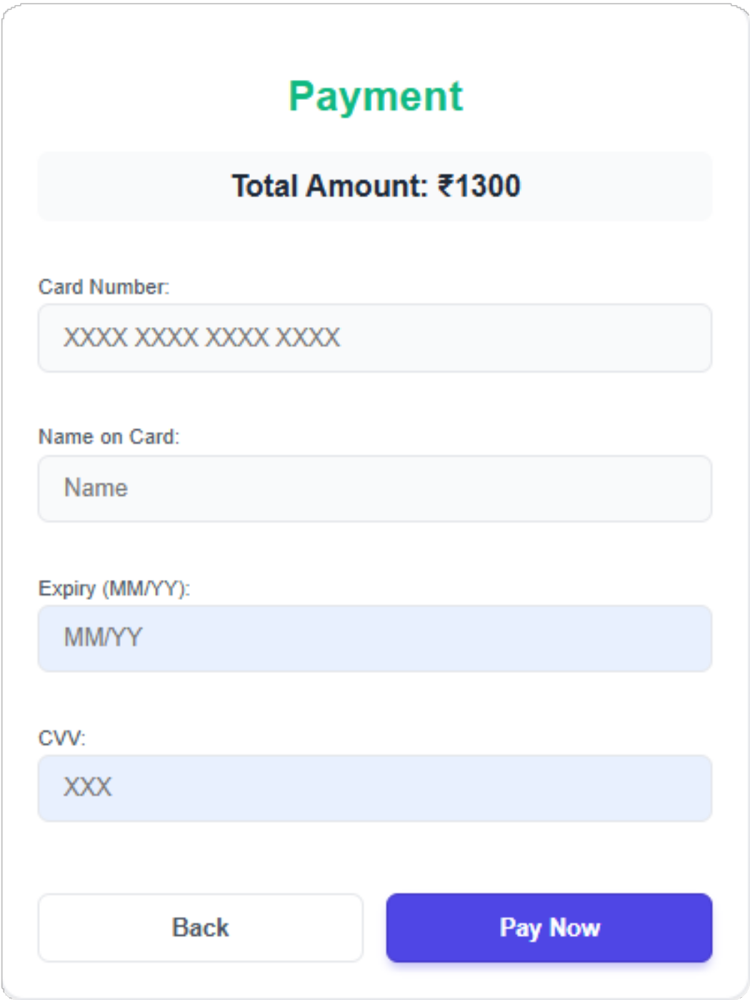 Payment
Total Amount: ₹1300
Card Number:
XXXX XXXX XXXX XXXX
Name on Card:
Name
Expiry (MM/YY):
MM/YY
CVV:
XXX
Back
Pay Now